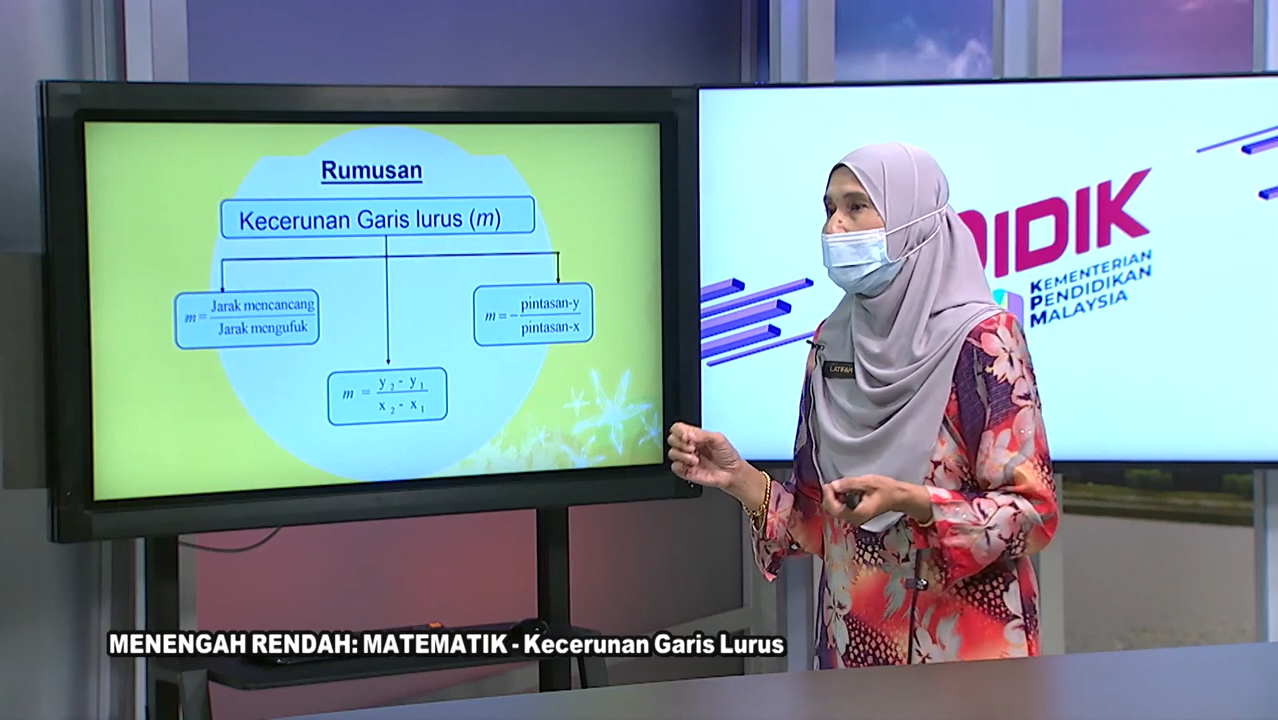 Rumusan
Kecerunan Garis lurus (m)
m = Jarak mencancang
Jarak mengufuk
m = - pintasan-y
pintasan-x
m = y₂ - y₁
x₂ - x₁
DIDIK
KEMENTERIAN
PENDIDIKAN
MALAYSIA
LATIFAH
MENENGAH RENDAH: MATEMATIK - Kecerunan Garis Lurus